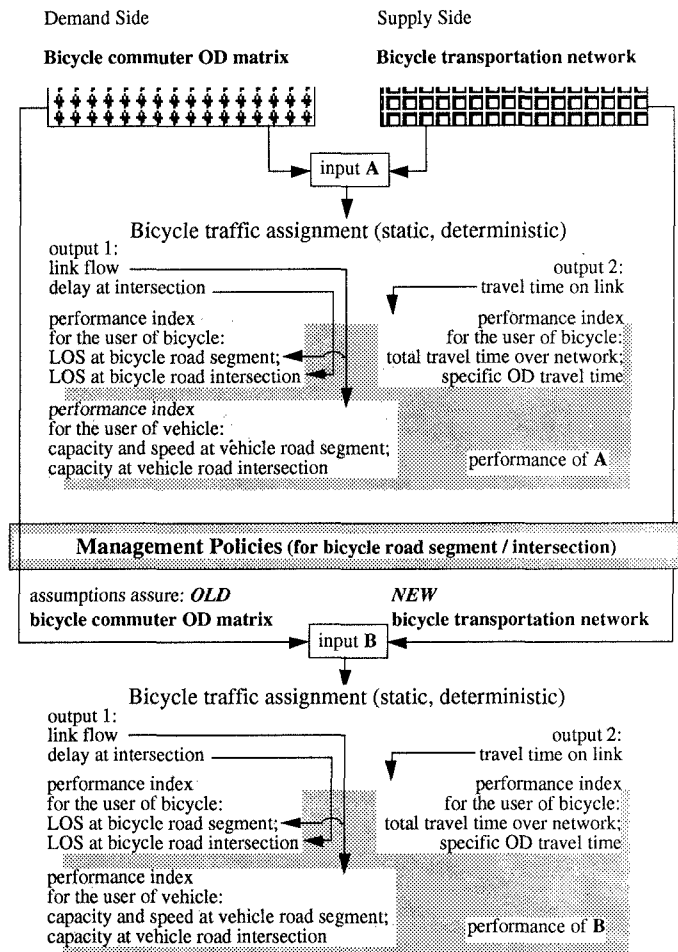 Demand Side
Supply Side
Bicycle commuter OD matrix
Bicycle transportation network
input A
Bicycle traffic assignment (static, deterministic)
output 1:
link flow
delay at intersection
output 2:
travel time on link
performance index
for the user of bicycle:
LOS at bicycle road segment;
LOS at bicycle road intersection
performance index
for the user of bicycle:
total travel time over network;
specific OD travel time
performance index
for the user of vehicle:
capacity and speed at vehicle road segment;
capacity at vehicle road intersection
performance of A
Management Policies (for bicycle road segment / intersection)
assumptions assure: OLD
bicycle commuter OD matrix
NEW
bicycle transportation network
input B
Bicycle traffic assignment (static, deterministic)
output 1:
link flow
delay at intersection
output 2:
travel time on link
performance index
for the user of bicycle:
LOS at bicycle road segment;
LOS at bicycle road intersection
performance index
for the user of bicycle:
total travel time over network;
specific OD travel time
performance index
for the user of vehicle:
capacity and speed at vehicle road segment;
capacity at vehicle road intersection
performance of B